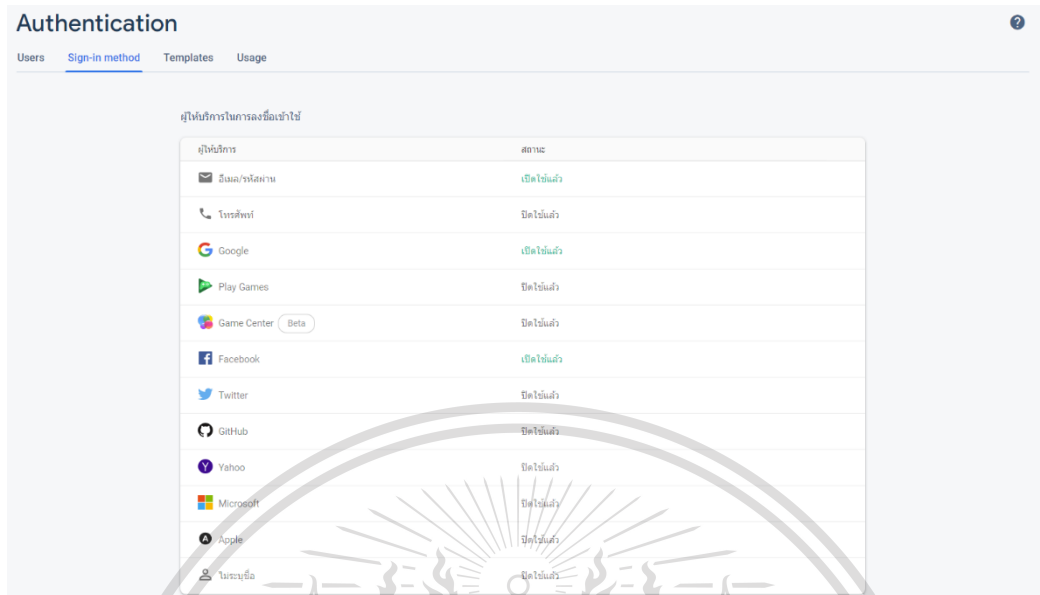 Authentication
?
Users Sign-in method Templates Usage
ผู้ให้บริการในการลงชื่อเข้าใช้
ผู้ให้บริการ สถานะ
อีเมล/รหัสผ่าน เปิดใช้แล้ว
โทรศัพท์ ปิดใช้แล้ว
Google เปิดใช้แล้ว
Play Games ปิดใช้แล้ว
Game Center Beta ปิดใช้แล้ว
Facebook เปิดใช้แล้ว
Twitter ปิดใช้แล้ว
GitHub ปิดใช้แล้ว
Yahoo ปิดใช้แล้ว
Microsoft ปิดใช้แล้ว
Apple ปิดใช้แล้ว
ไม่ระบุชื่อ ปิดใช้แล้ว